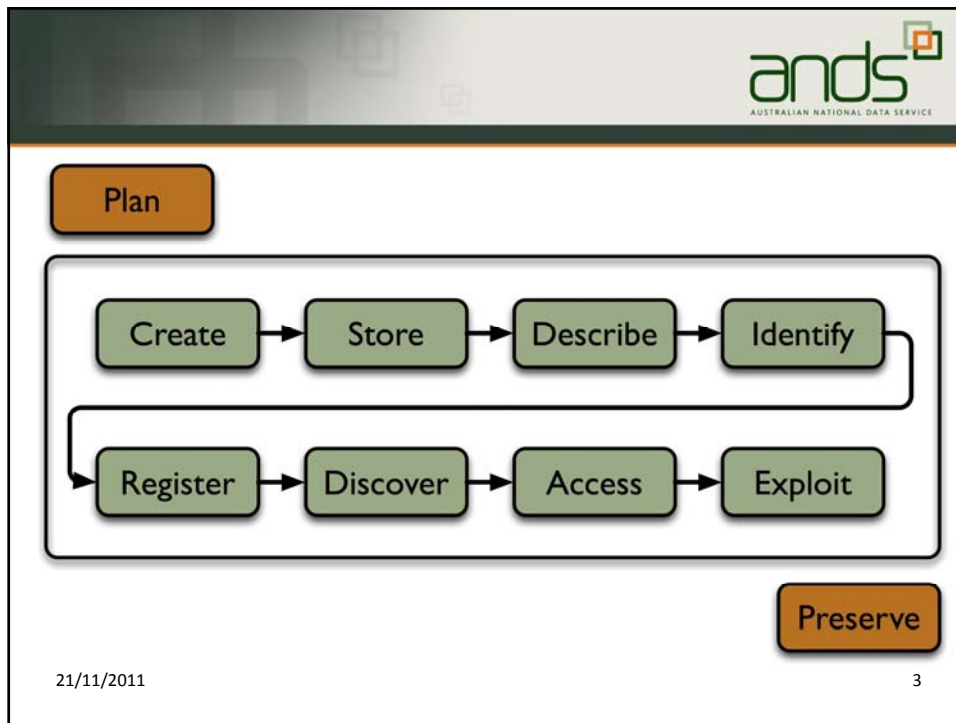 ands
AUSTRALIAN NATIONAL DATA SERVICE
Plan
Create Store Describe Identify
Register Discover Access Exploit
Preserve
21/11/2011 3